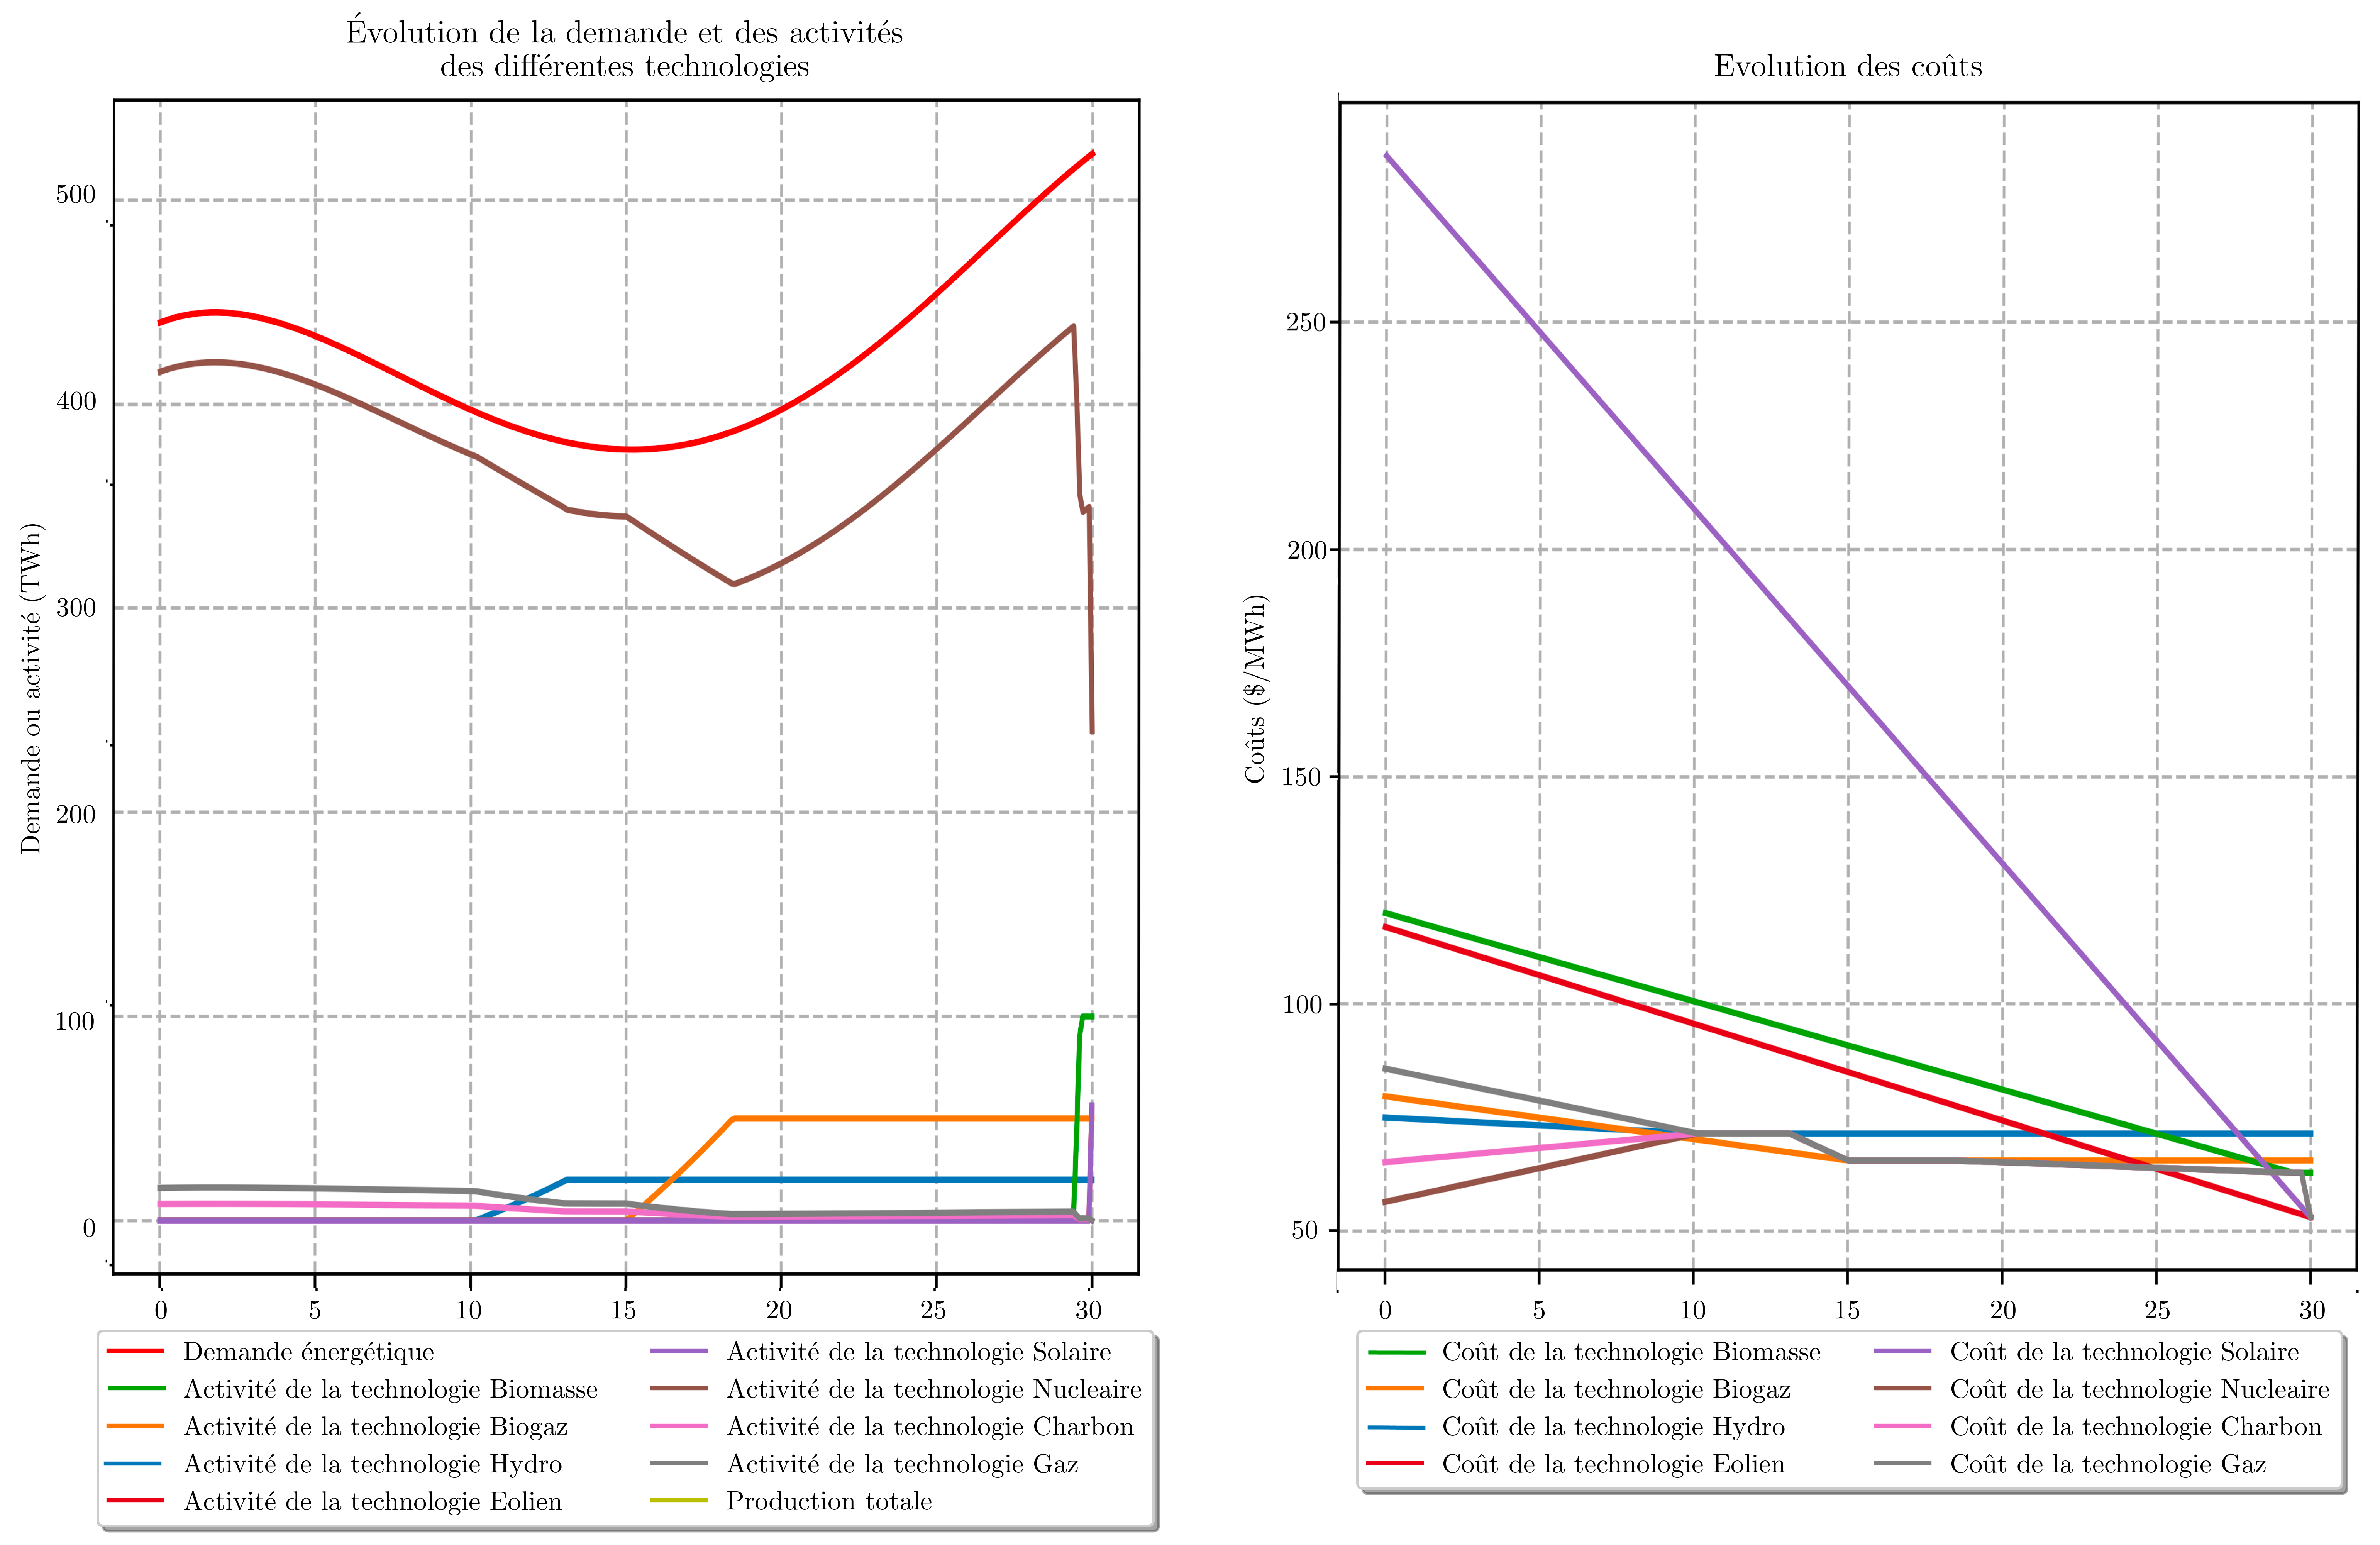 Évolution de la demande et des activités
des différentes technologies
Demande ou activité (TWh)
500
400
300
200
100
0
0 5 10 15 20 25 30
Demande énergétique
Activité de la technologie Biomasse
Activité de la technologie Biogaz
Activité de la technologie Hydro
Activité de la technologie Eolien
Activité de la technologie Solaire
Activité de la technologie Nucleaire
Activité de la technologie Charbon
Activité de la technologie Gaz
Production totale
Evolution des coûts
Coûts ($/MWh)
250
200
150
100
50
0 5 10 15 20 25 30
Coût de la technologie Biomasse
Coût de la technologie Biogaz
Coût de la technologie Hydro
Coût de la technologie Eolien
Coût de la technologie Solaire
Coût de la technologie Nucleaire
Coût de la technologie Charbon
Coût de la technologie Gaz